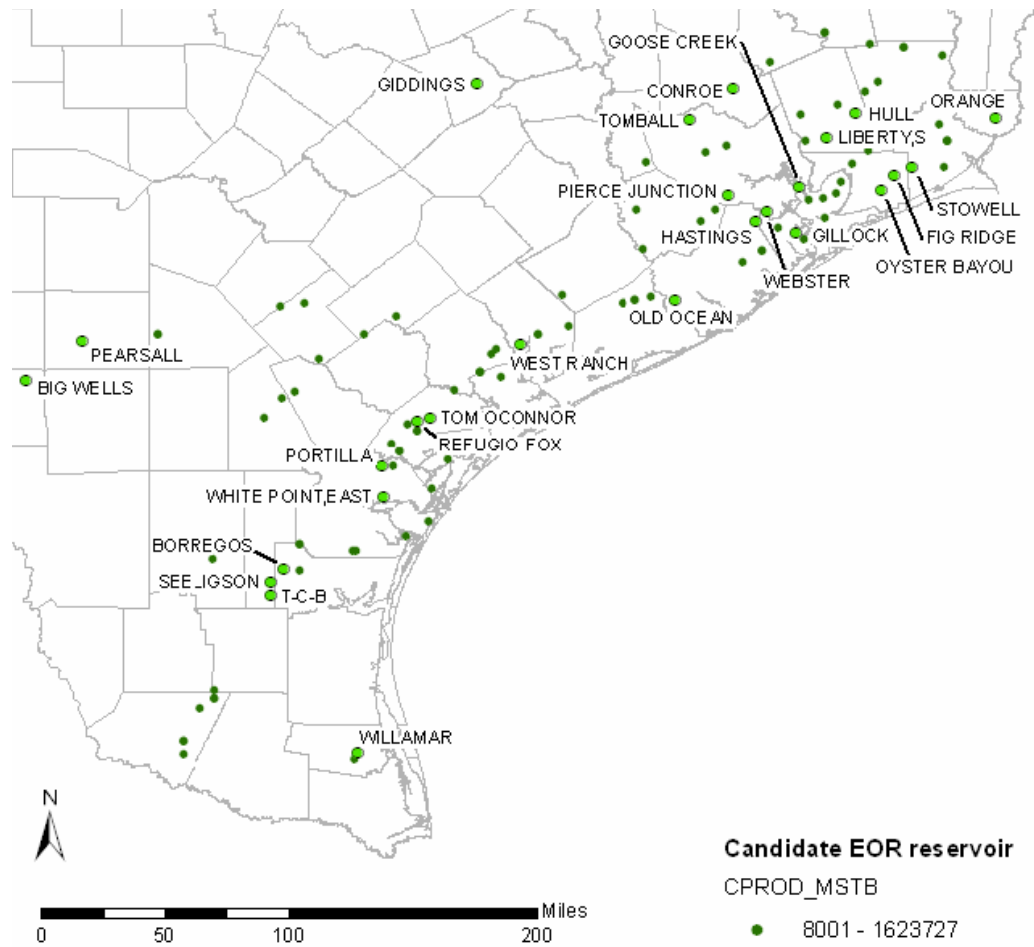 GOOSE CREEK
GIDDINGS
CONROE
HULL
ORANGE
TOMBALL
LIBERTY,S
PIERCE JUNCTION
STOWELL
HASTINGS
GILLOCK
FIG RIDGE
OYSTER BAYOU
WEBSTER
OLD OCEAN
PEARSALL
WEST RANCH
BIG WELLS
TOM OCONNOR
REFUGIO FOX
PORTILLA
WHITE POINT,EAST
BORREGOS
SEELIGSON
T-C-B
WILLAMAR
N
Miles
0 50 100 200
Candidate EOR reservoir
CPROD_MSTB
8001 - 1623727